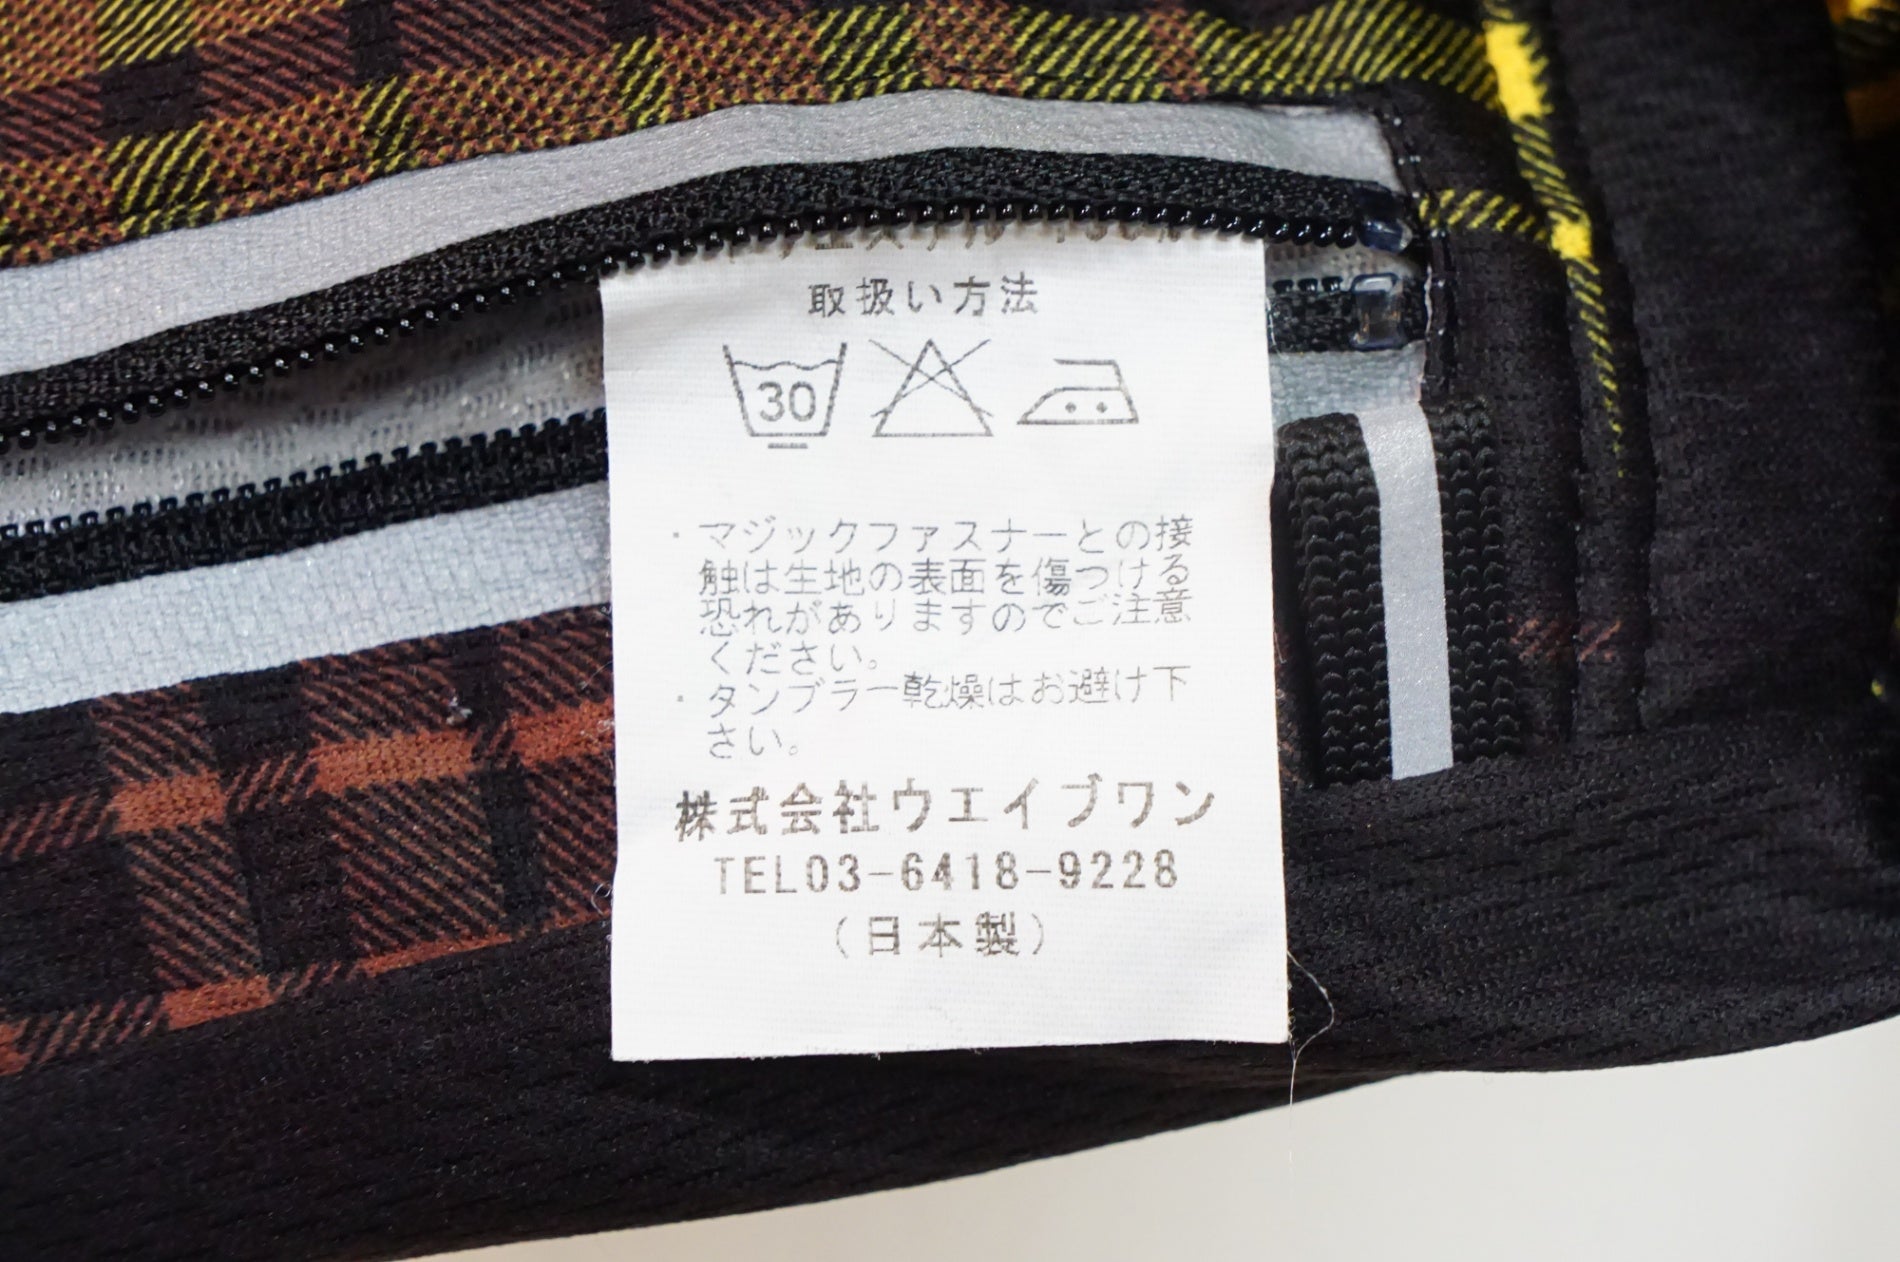 取扱い方法
30
・マジックファスナーとの接
触は生地の表面を傷つける
恐れがありますのでご注意
ください。
・タンブラー乾燥はお避け下
さい。
株式会社ウエイブワン
TEL03-6418-9228
(日本製)